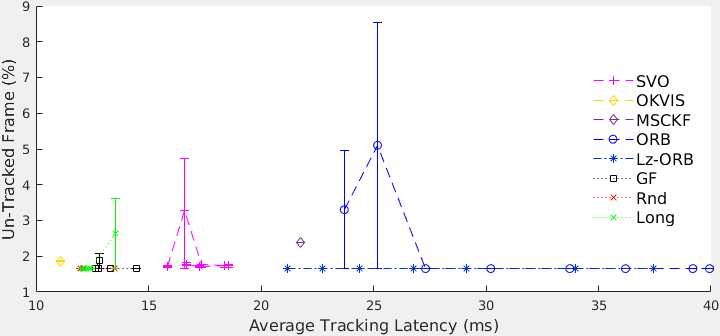 9
8
7
6
5
4
3
2
1
Un-Tracked Frame (%)
SVO
OKVIS
MSCKF
ORB
Lz-ORB
GF
Rnd
Long
10 15 20 25 30 35 40
Average Tracking Latency (ms)